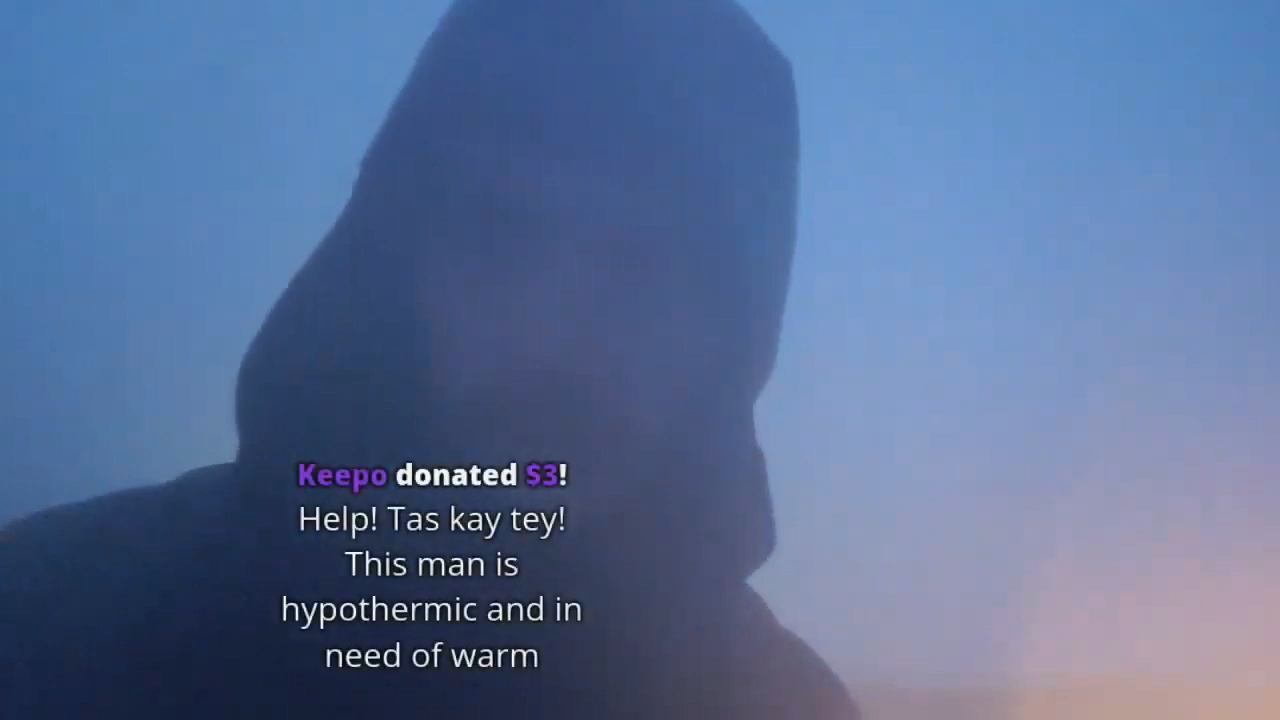 Keepo donated $3!
Help! Tas kay tey!
This man is
hypothermic and in
need of warm